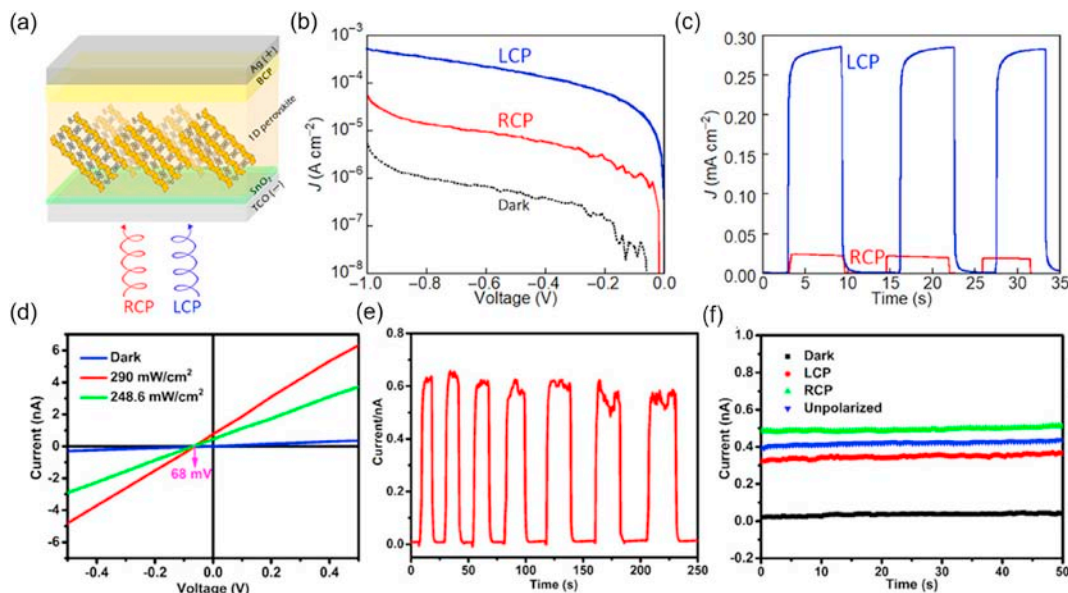 (a)
Ag (+)
BCP
1D perovskite
SnO₂
TCO (−)
RCP
LCP
(b)
J (A cm⁻²)
10⁻³
10⁻⁴
10⁻⁵
10⁻⁶
10⁻⁷
10⁻⁸
LCP
RCP
Dark
−1.0
−0.8
−0.6
−0.4
−0.2
0.0
Voltage (V)
(c)
J (mA cm⁻²)
0.30
0.25
0.20
0.15
0.10
0.05
0.00
LCP
RCP
0 5 10 15 20 25 30 35
Time (s)
(d)
Current (nA)
6
4
2
0
-2
-4
-6
Dark
290 mW/cm²
248.6 mW/cm²
68 mV
-0.4 -0.2 0.0 0.2 0.4
Voltage (V)
(e)
Current/nA
0.8
0.6
0.4
0.2
0.0
0 50 100 150 200 250
Time (s)
(f)
Current (nA)
1.0
0.8
0.6
0.4
0.2
0.0
-0.2
Dark
LCP
RCP
Unpolarized
0 10 20 30 40 50
Time (s)